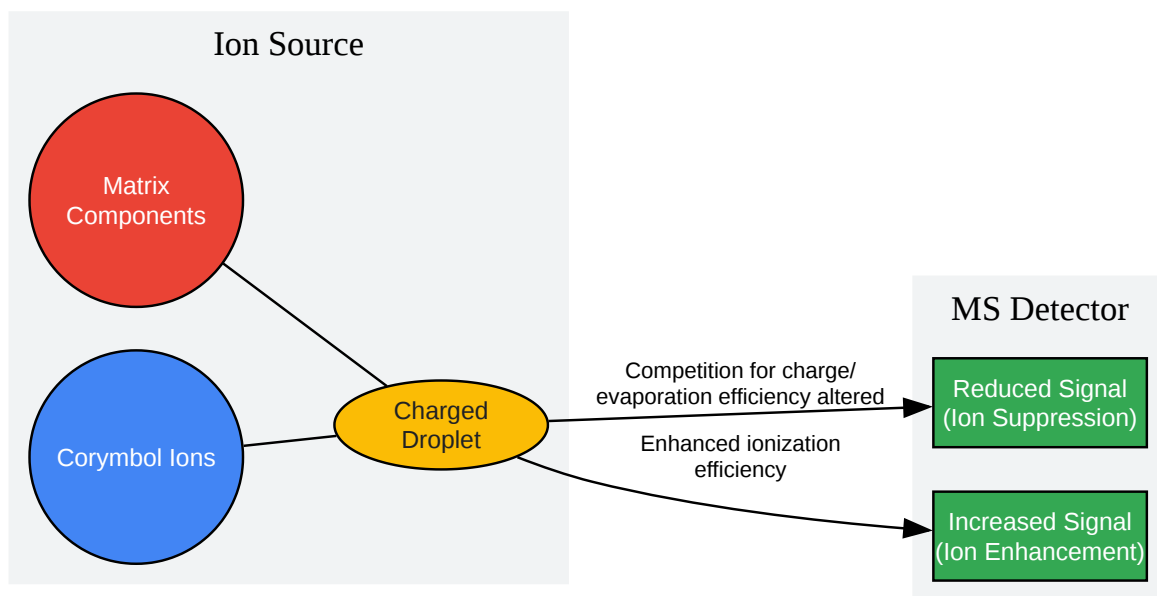 Ion Source
Matrix
Components
Corymbol Ions
Charged
Droplet
Competition for charge/
evaporation efficiency altered
Enhanced ionization
efficiency
MS Detector
Reduced Signal
(Ion Suppression)
Increased Signal
(Ion Enhancement)